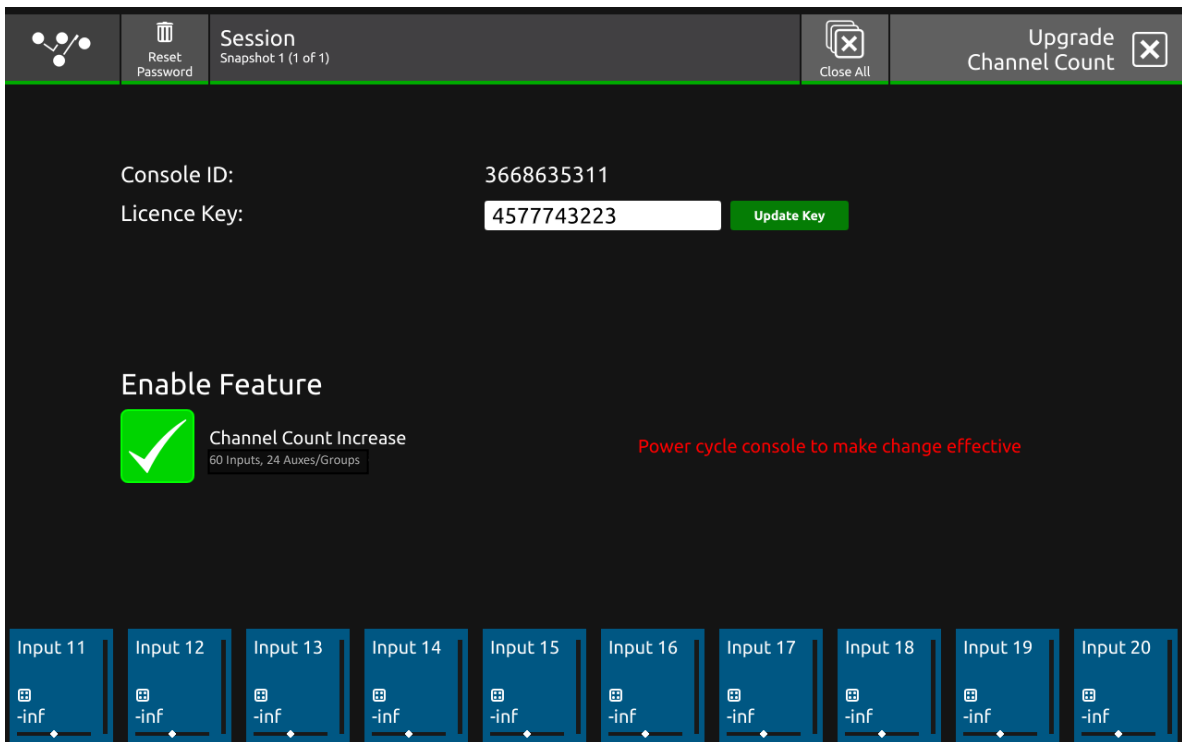 Reset
Password
Session
Snapshot 1 (1 of 1)
Close All
Upgrade
Channel Count
Console ID: 3668635311
Licence Key: 4577743223 Update Key
Enable Feature
Channel Count Increase
60 Inputs, 24 Auxes/Groups
Power cycle console to make change effective
Input 11 Input 12 Input 13 Input 14 Input 15 Input 16 Input 17 Input 18 Input 19 Input 20
-inf -inf -inf -inf -inf -inf -inf -inf -inf -inf